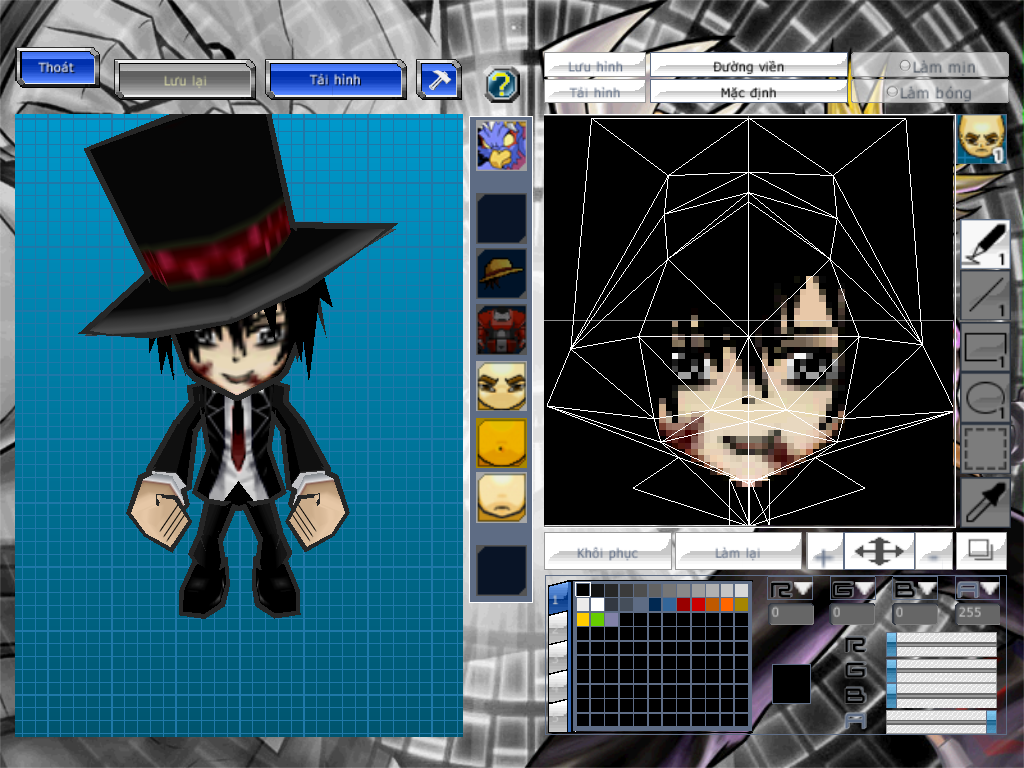 Thoát
Lưu lại
Tải hình
?
Lưu hình
Đường viền
Làm mịn
Tải hình
Mặc định
Làm bóng
1
1
1
1
1
Khôi phục
Làm lại
+
-
1
R
G
B
A
0
0
0
255
R
G
B
A